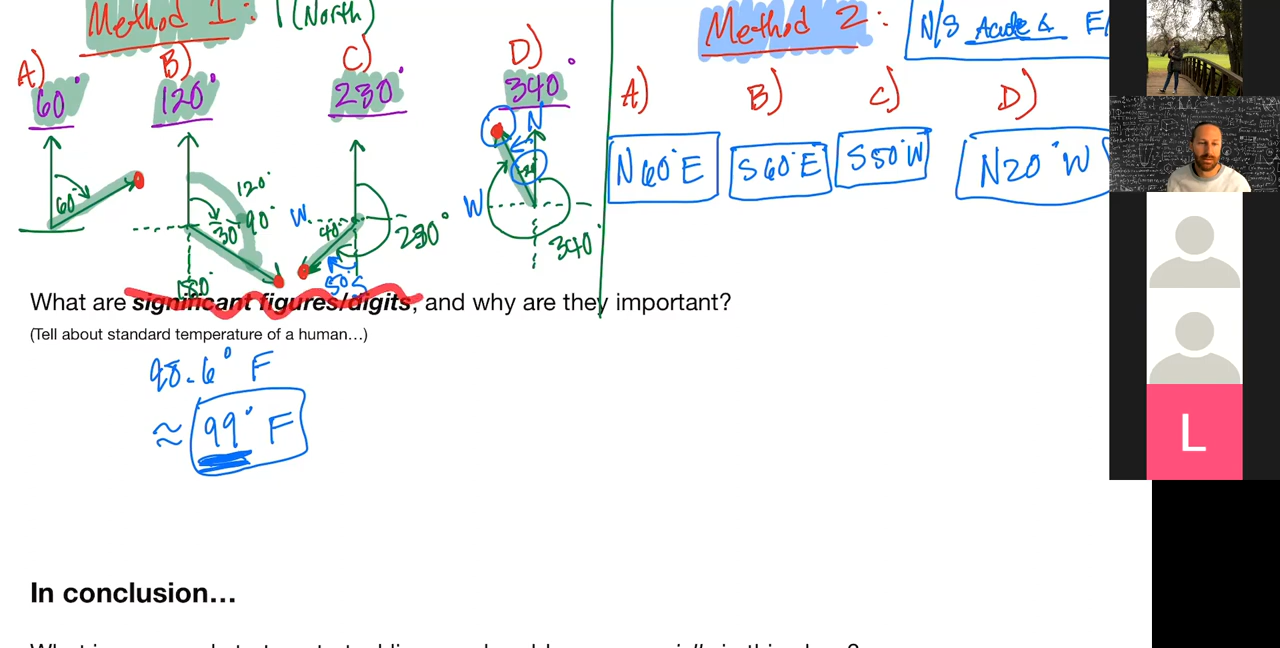 Method 1: (North)
A) B) C) D)
60° 120° 230° 340°
60°
120°
90°
30°
180°
W
40°
230°
50°
S
N
W
20°
340°
Method 2:
N/S Acute ∡ E/
A) B) C) D)
N60°E S60°E S50°W N20°W
What are significant figures/digits, and why are they important?
(Tell about standard temperature of a human…)
98.6° F
≈ 99° F
In conclusion…
L